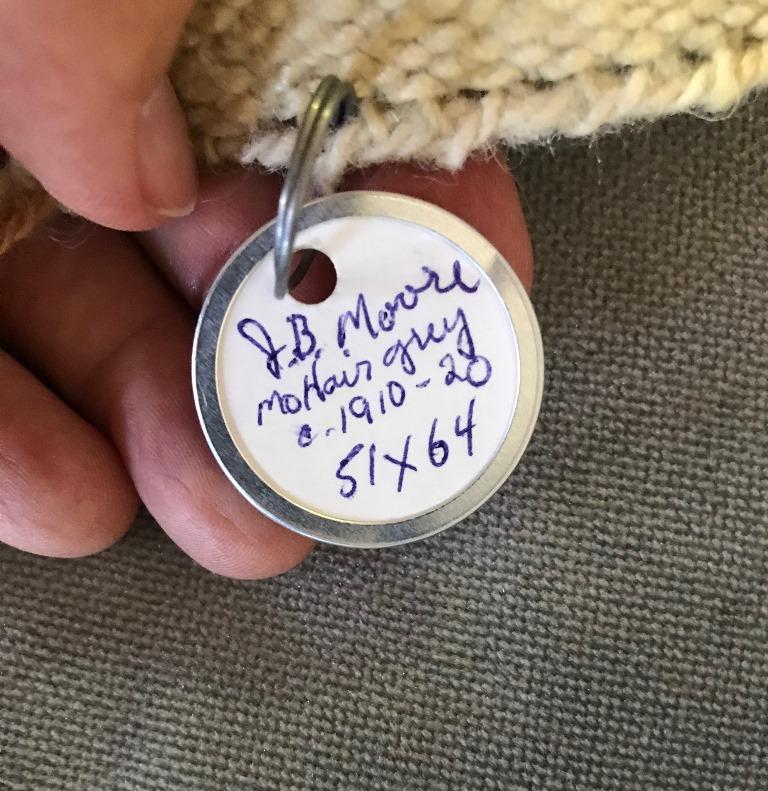 J.B. Moore
moHair grey
c-1910-20
51X64